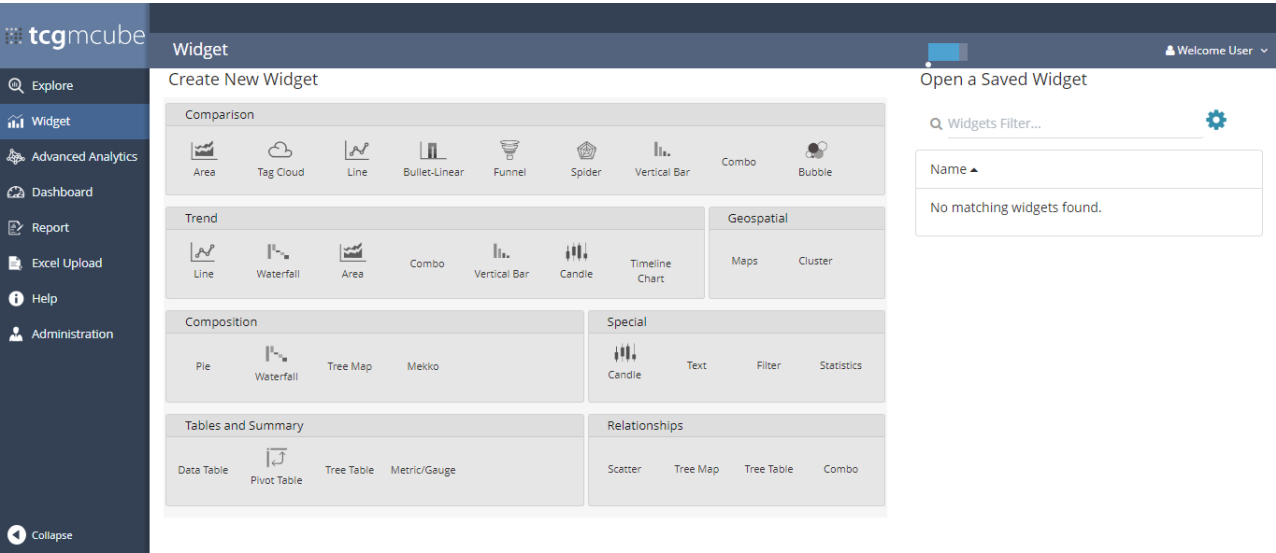 tcgmcube
Widget
Welcome User
Explore
Widget
Advanced Analytics
Dashboard
Report
Excel Upload
Help
Administration
Collapse
Create New Widget
Comparison
Area
Tag Cloud
Line
Bullet-Linear
Funnel
Spider
Vertical Bar
Combo
Bubble
Trend
Line
Waterfall
Area
Combo
Vertical Bar
Candle
Timeline
Chart
Geospatial
Maps
Cluster
Composition
Pie
Waterfall
Tree Map
Mekko
Special
Candle
Text
Filter
Statistics
Tables and Summary
Data Table
Pivot Table
Tree Table
Metric/Gauge
Relationships
Scatter
Tree Map
Tree Table
Combo
Open a Saved Widget
Widgets Filter...
Name
No matching widgets found.